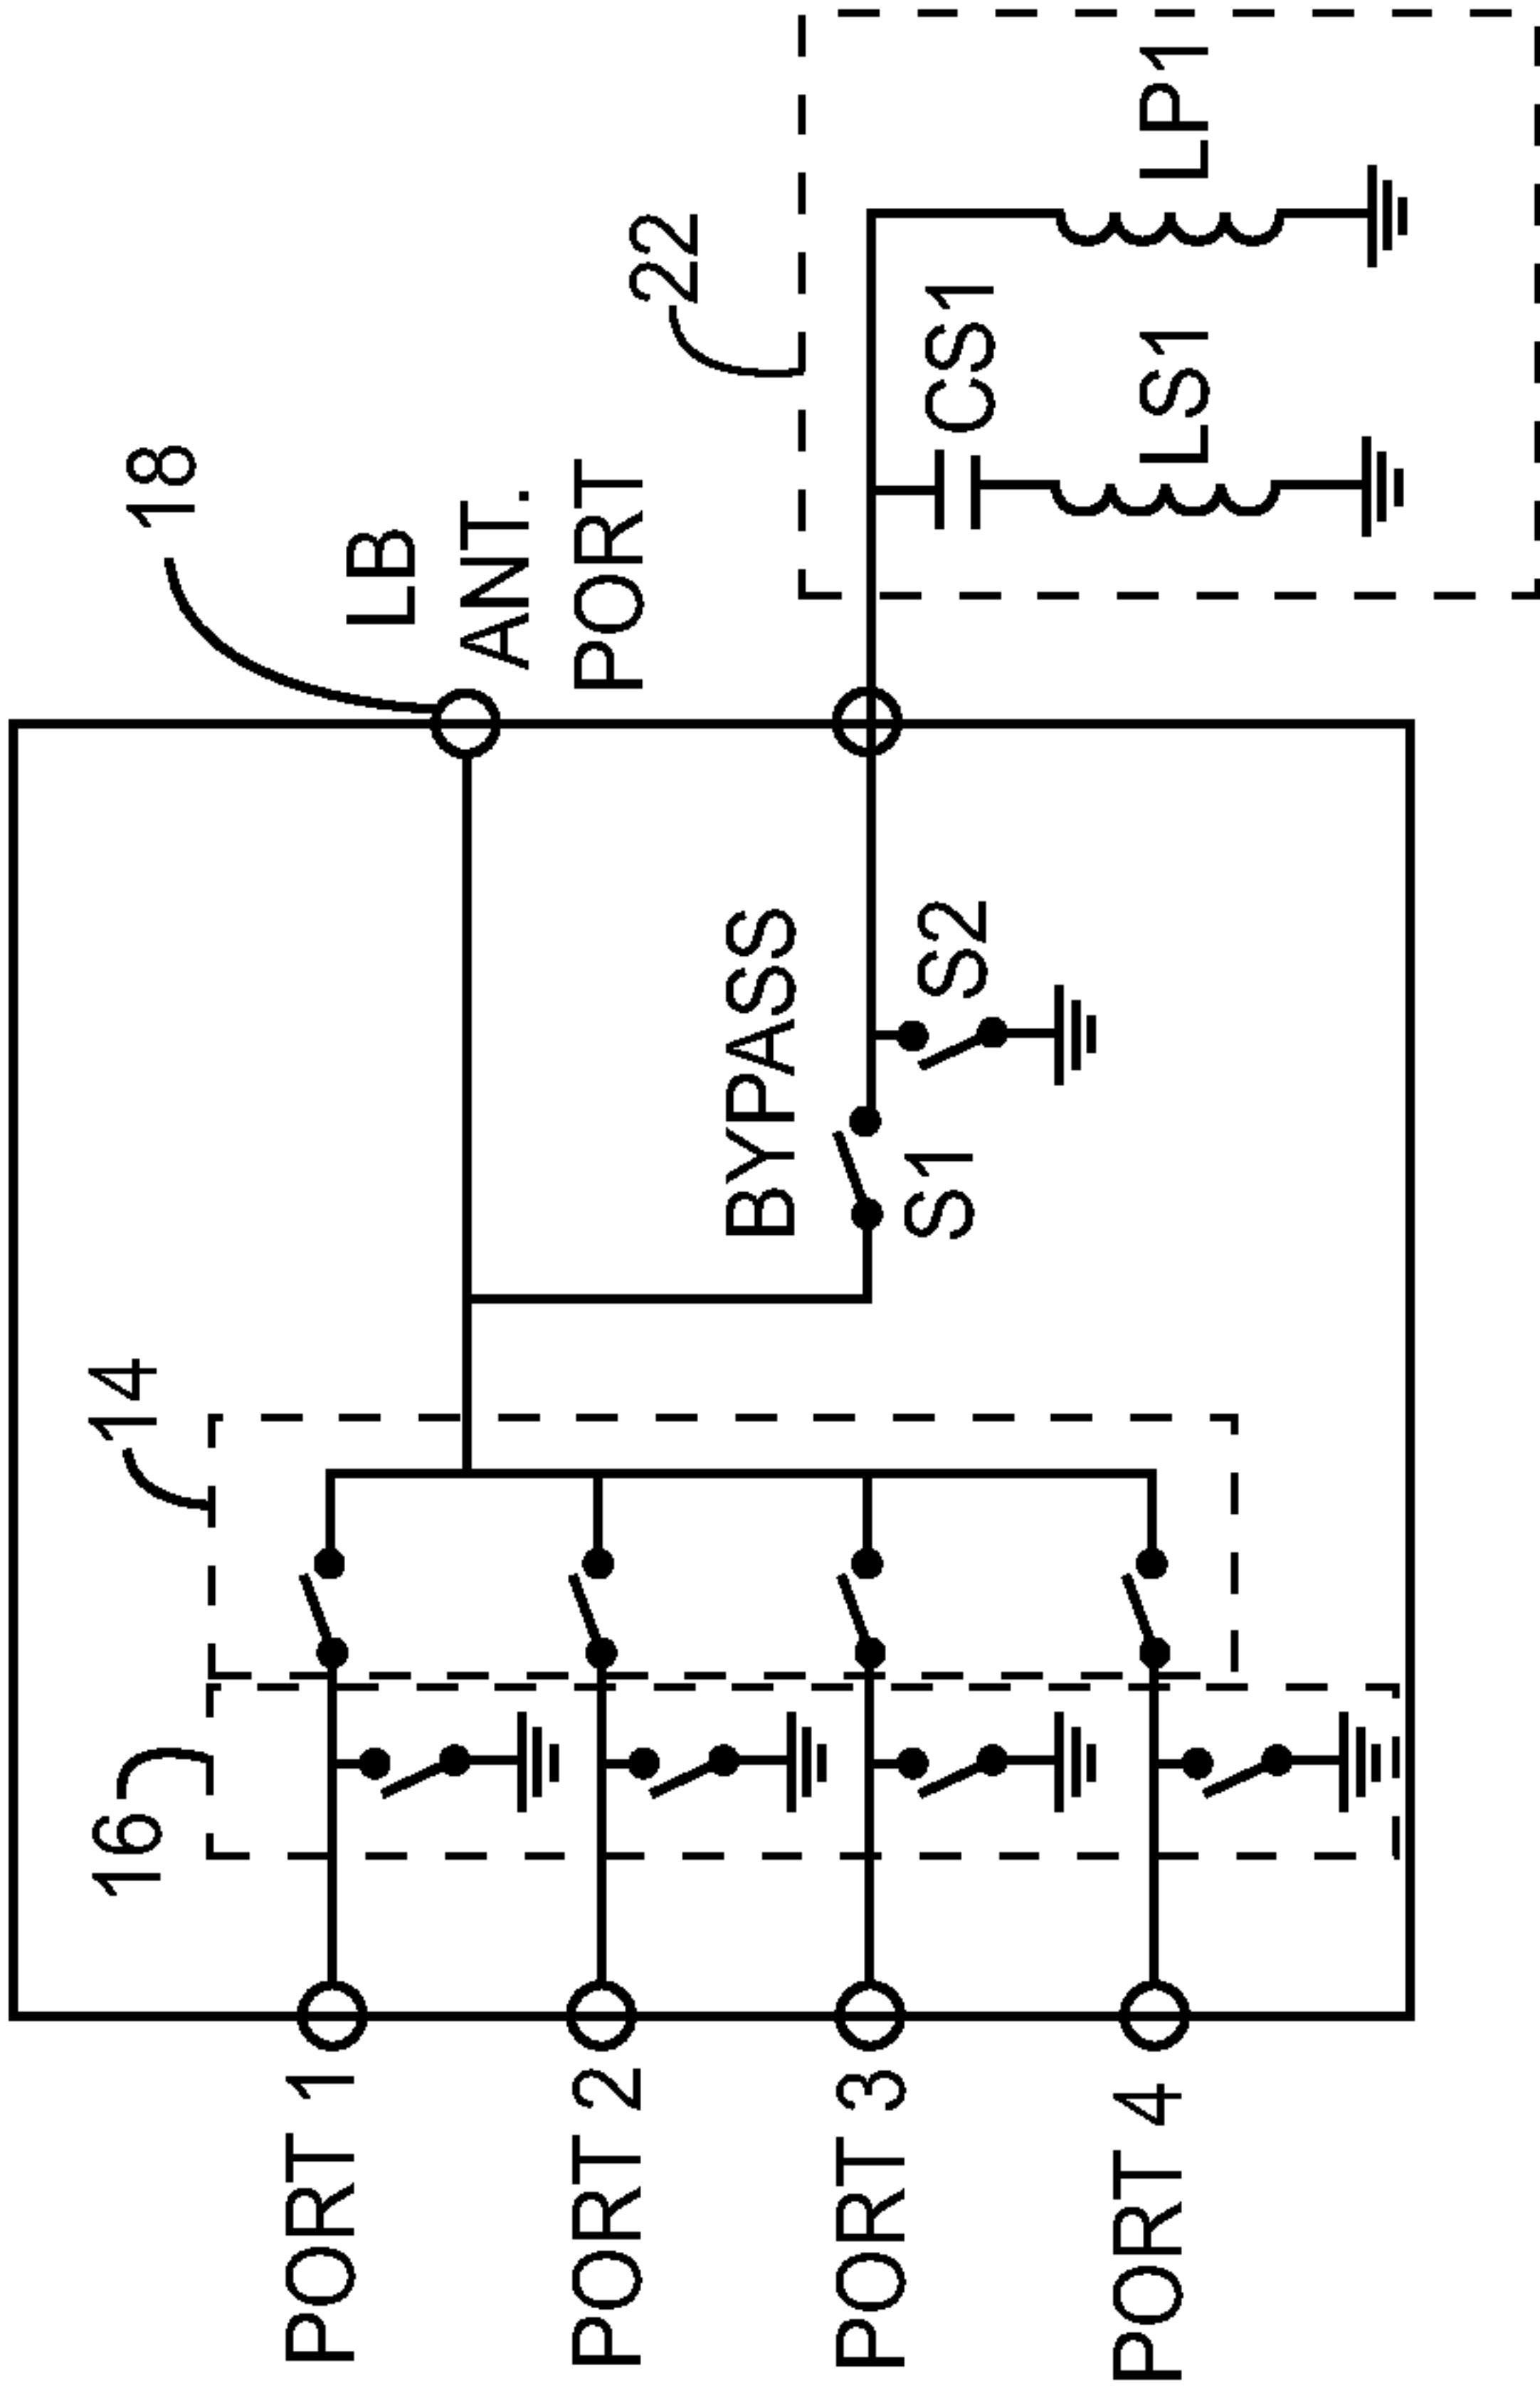 16
14
18
LB
ANT.
PORT
22
PORT 1
PORT 2
PORT 3
PORT 4
BYPASS
S1
S2
CS1
LS1
LP1